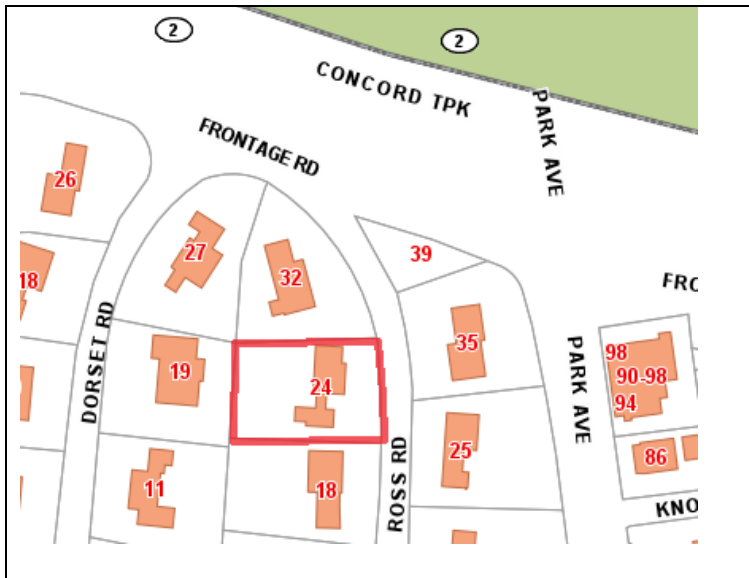 2
2
CONCORD TPK
PARK AVE
FRONTAGE RD
26
27
32
39
18
FRO
35
98
90-98
94
19
24
DORSET RD
PARK AVE
ROSS RD
25
86
11
18
KNO